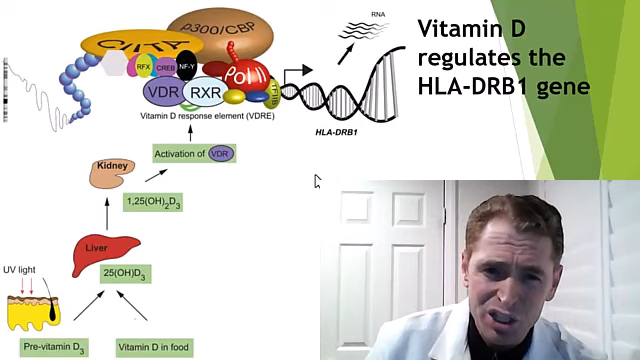 Vitamin D
regulates the
HLA-DRB1 gene
CIITA
p300/CBP
RNA
RFX
CREB
NF-Y
Pol II
VDR
RXR
TFIIB
Vitamin D response element (VDRE)
HLA-DRB1
Activation of VDR
Kidney
1,25(OH)2D3
Liver
UV light
25(OH)D3
Pre-vitamin D3
Vitamin D in food